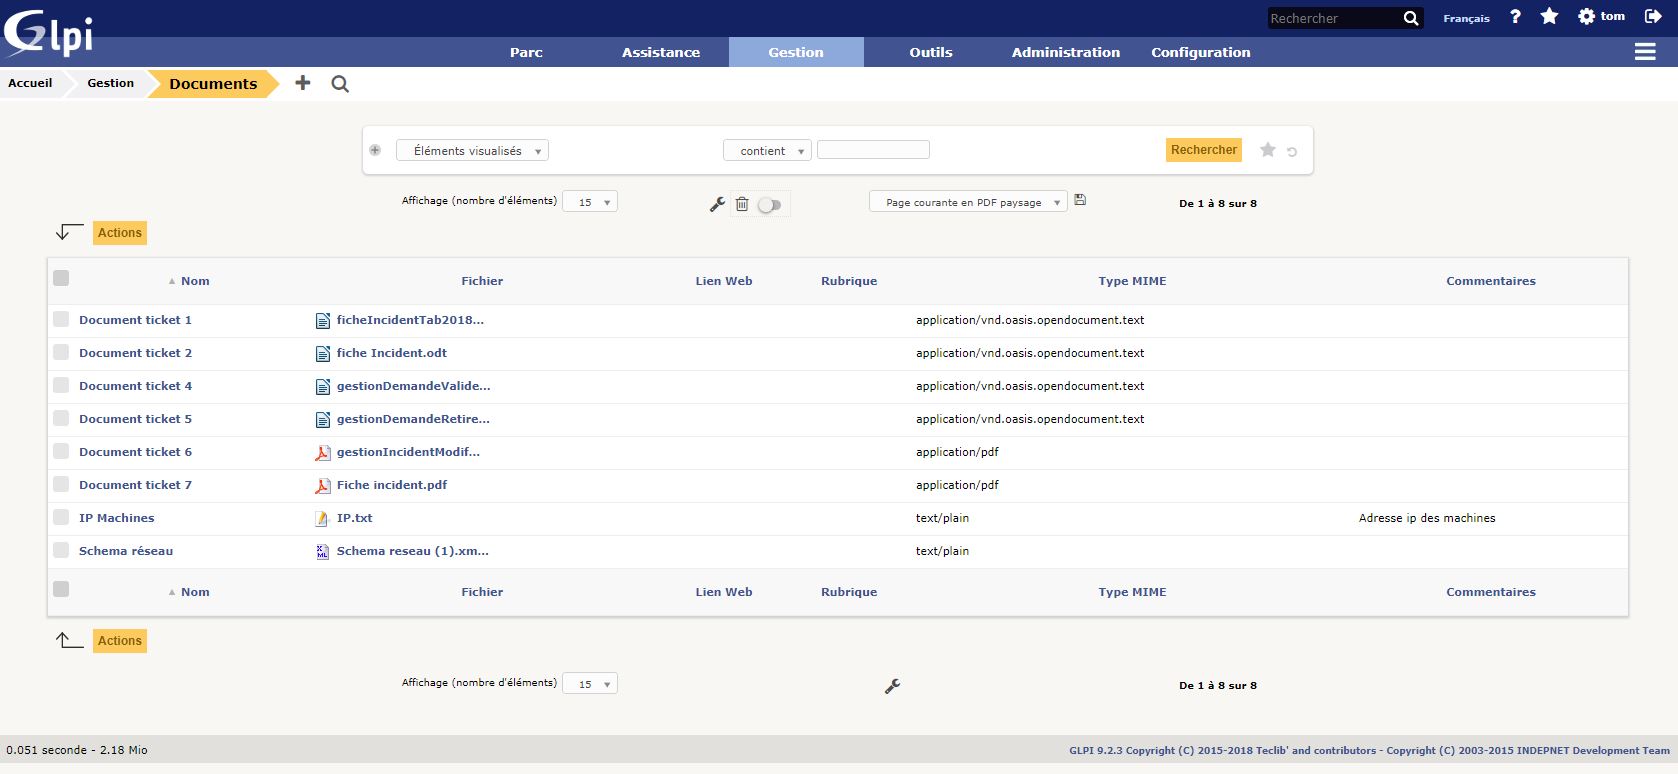 Glpi
Rechercher Français ? tom
Parc Assistance Gestion Outils Administration Configuration
Accueil Gestion Documents
Éléments visualisés contient Rechercher
Affichage (nombre d'éléments) 15 Page courante en PDF paysage De 1 à 8 sur 8
Actions
Nom Fichier Lien Web Rubrique Type MIME Commentaires
Document ticket 1 ficheIncidentTab2018... application/vnd.oasis.opendocument.text
Document ticket 2 fiche Incident.odt application/vnd.oasis.opendocument.text
Document ticket 4 gestionDemandeValide... application/vnd.oasis.opendocument.text
Document ticket 5 gestionDemandeRetire... application/vnd.oasis.opendocument.text
Document ticket 6 gestionIncidentModif... application/pdf
Document ticket 7 Fiche incident.pdf application/pdf
IP Machines IP.txt text/plain Adresse ip des machines
Schema réseau Schema reseau (1).xm... text/plain
Nom Fichier Lien Web Rubrique Type MIME Commentaires
Actions
Affichage (nombre d'éléments) 15 De 1 à 8 sur 8
0.051 seconde - 2.18 Mio GLPI 9.2.3 Copyright (C) 2015-2018 Teclib' and contributors - Copyright (C) 2003-2015 INDEPNET Development Team